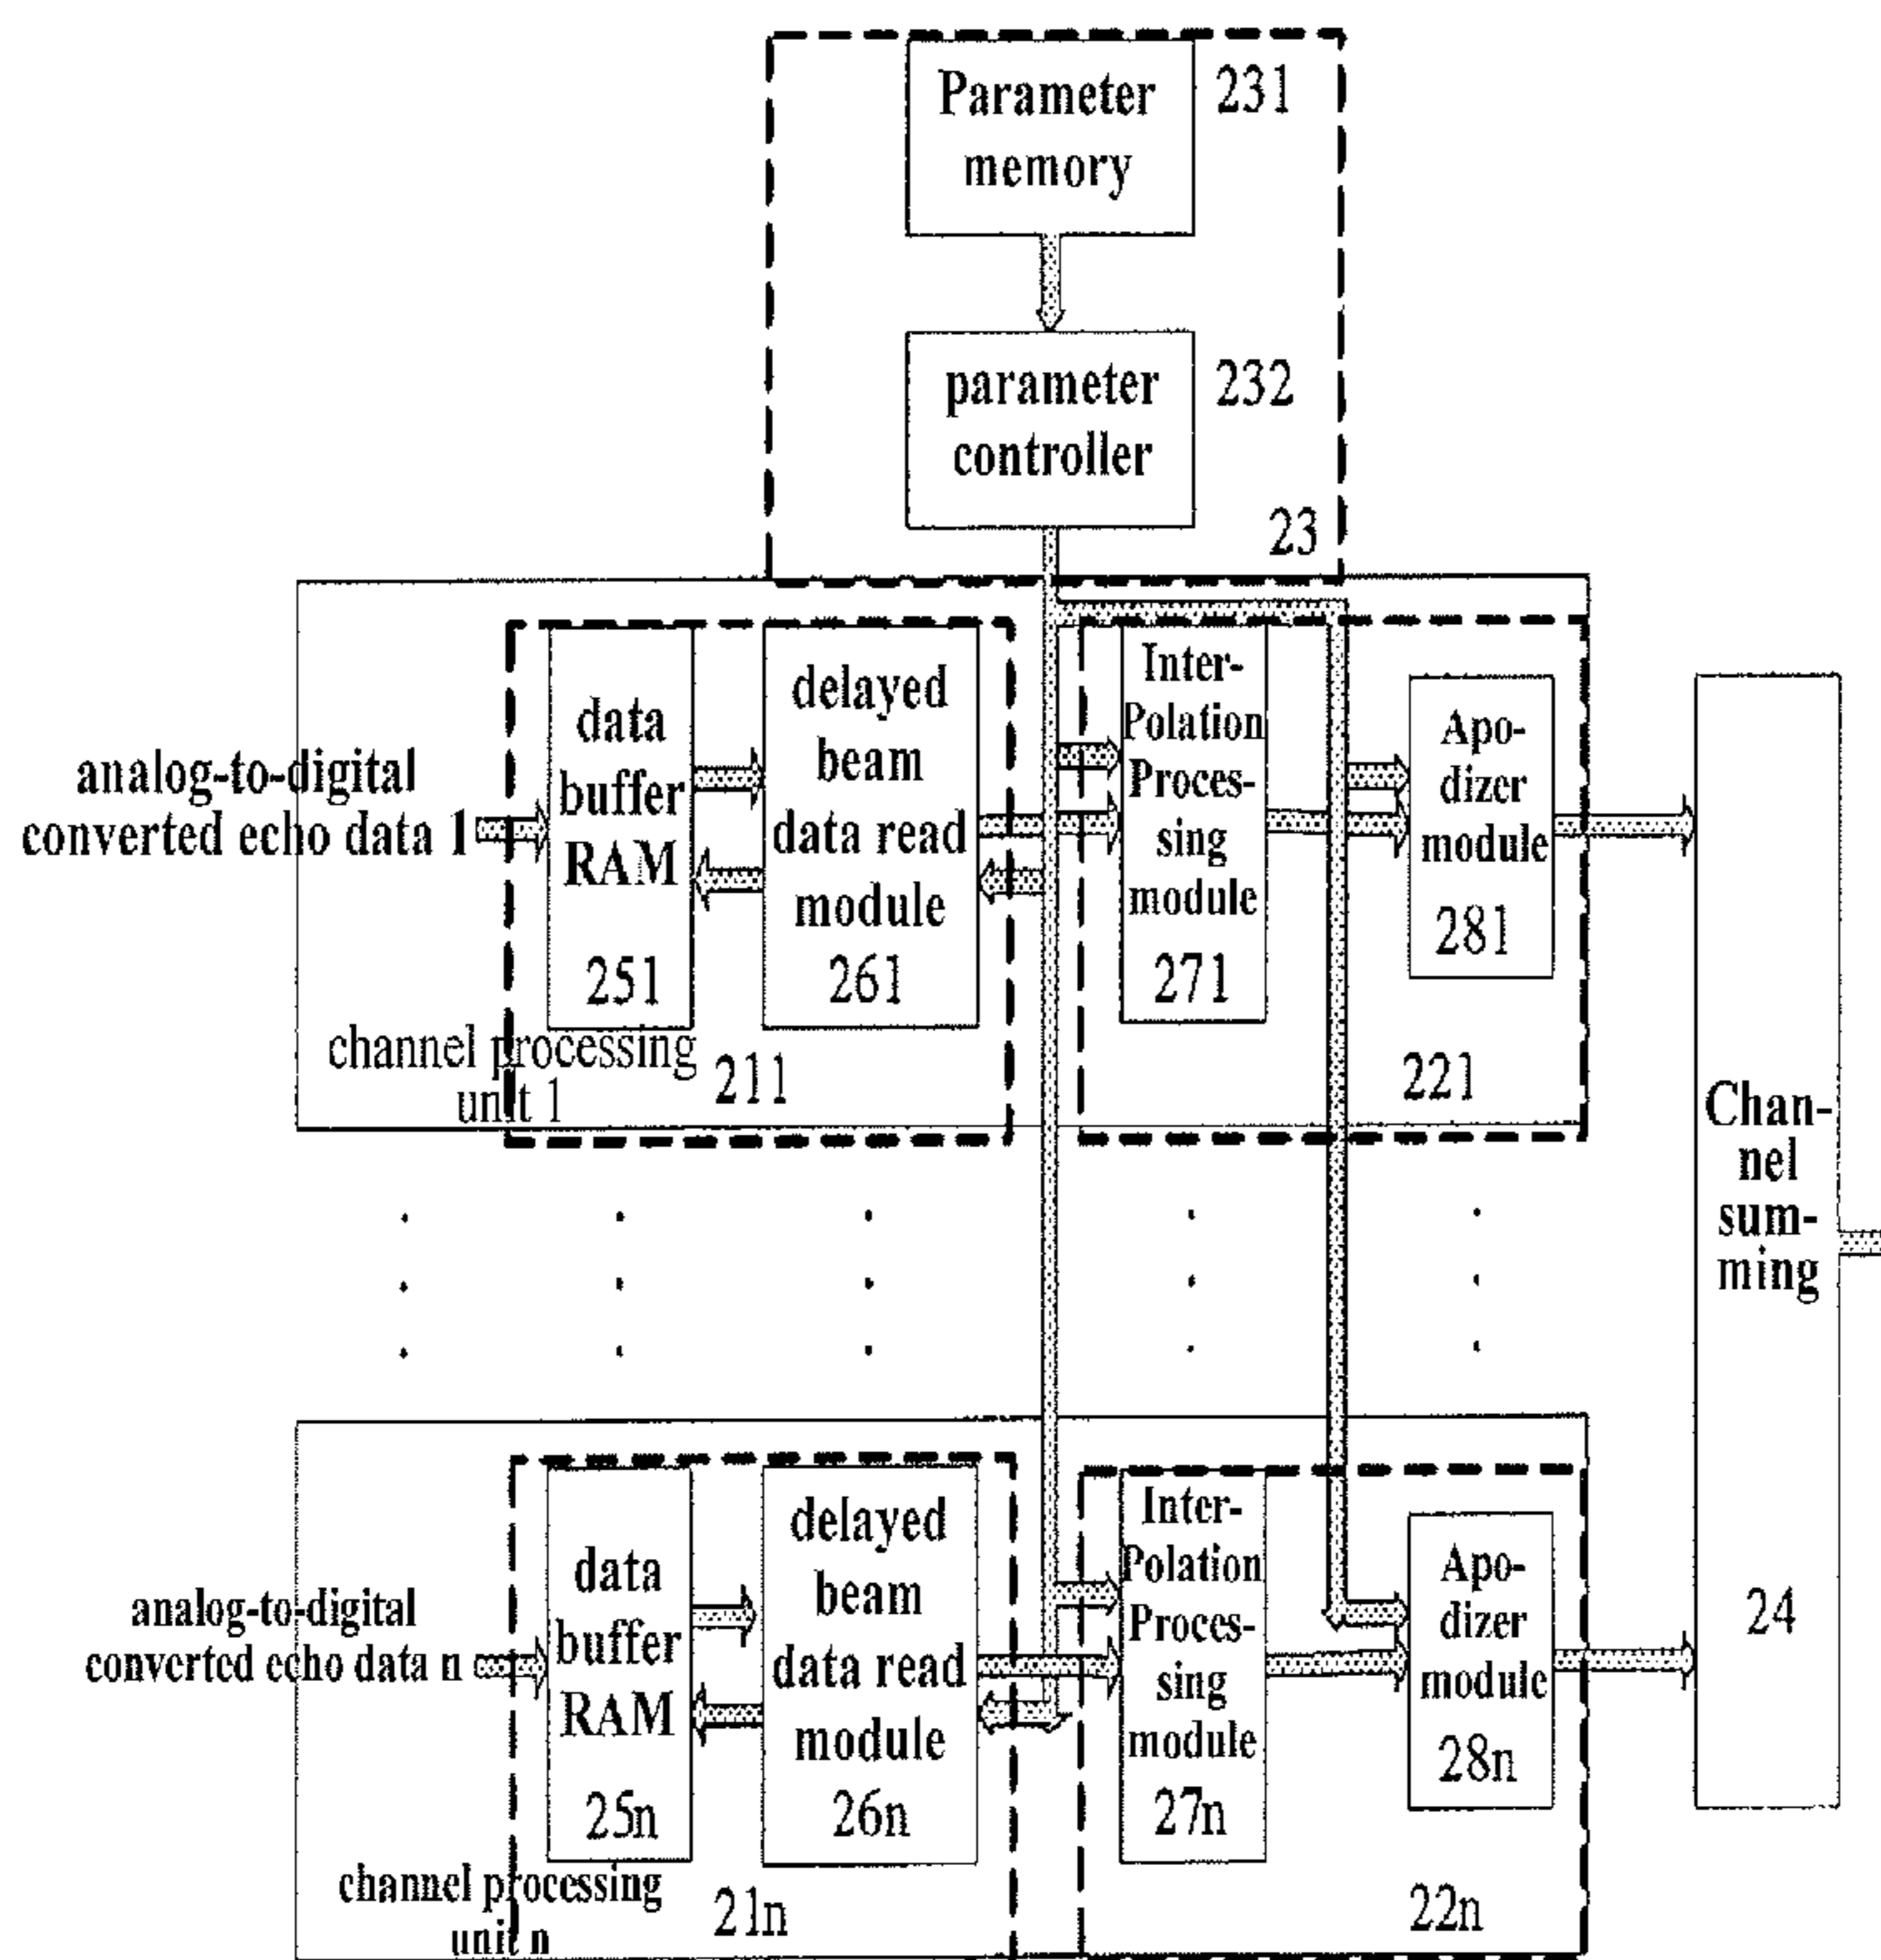 Parameter
memory
231
parameter
controller
232
23
analog-to-digital
converted echo data 1
data
buffer
RAM
251
delayed
beam
data read
module
261
channel processing
unit 1
211
Inter-
Polation
Proces-
sing
module
271
Apo-
dizer
module
281
221
analog-to-digital
converted echo data n
data
buffer
RAM
25n
delayed
beam
data read
module
26n
channel processing
unit n
21n
Inter-
Polation
Proces-
sing
module
27n
Apo-
dizer
module
28n
22n
Chan-
nel
sum-
ming
24